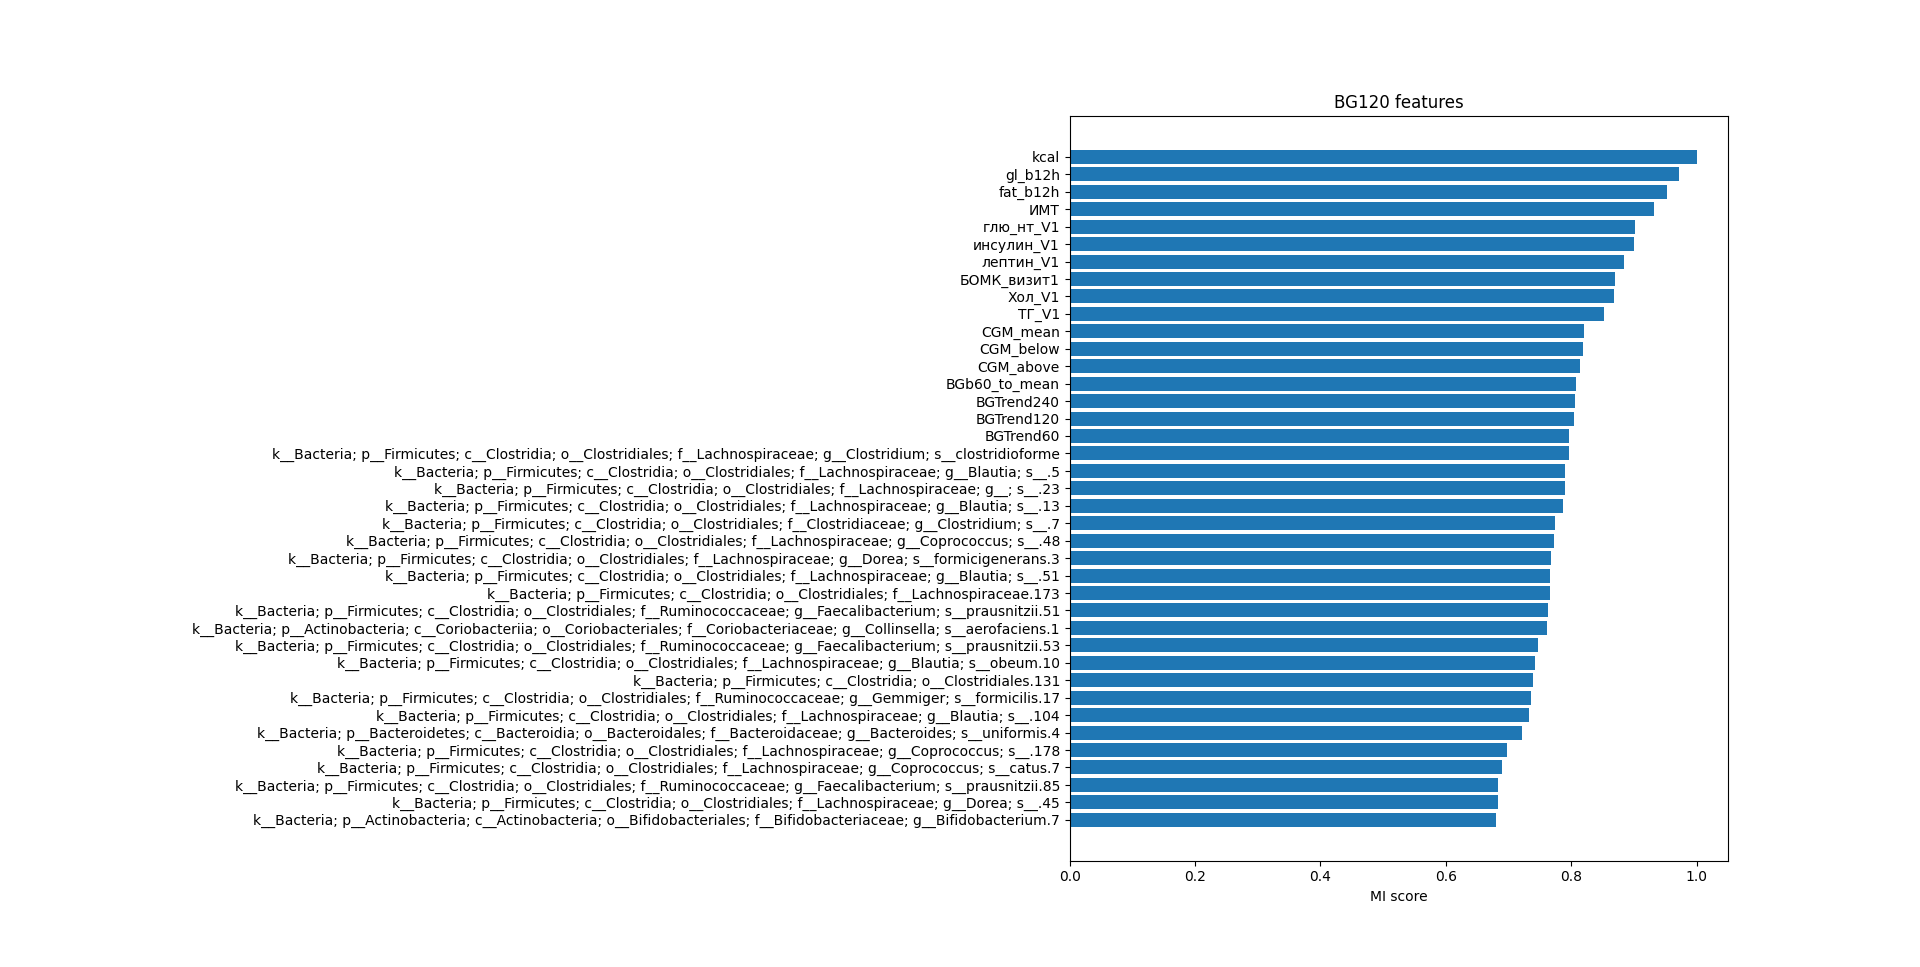 BG120 features
kcal
gl_b12h
fat_b12h
ИМТ
глю_нт_V1
инсулин_V1
лептин_V1
БОМК_визит1
Хол_V1
ТГ_V1
CGM_mean
CGM_below
CGM_above
BGb60_to_mean
BGTrend240
BGTrend120
BGTrend60
k__Bacteria; p__Firmicutes; c__Clostridia; o__Clostridiales; f__Lachnospiraceae; g__Clostridium; s__clostridioforme
k__Bacteria; p__Firmicutes; c__Clostridia; o__Clostridiales; f__Lachnospiraceae; g__Blautia; s__.5
k__Bacteria; p__Firmicutes; c__Clostridia; o__Clostridiales; f__Lachnospiraceae; g__; s__.23
k__Bacteria; p__Firmicutes; c__Clostridia; o__Clostridiales; f__Lachnospiraceae; g__Blautia; s__.13
k__Bacteria; p__Firmicutes; c__Clostridia; o__Clostridiales; f__Clostridiaceae; g__Clostridium; s__.7
k__Bacteria; p__Firmicutes; c__Clostridia; o__Clostridiales; f__Lachnospiraceae; g__Coprococcus; s__.48
k__Bacteria; p__Firmicutes; c__Clostridia; o__Clostridiales; f__Lachnospiraceae; g__Dorea; s__formicigenerans.3
k__Bacteria; p__Firmicutes; c__Clostridia; o__Clostridiales; f__Lachnospiraceae; g__Blautia; s__.51
k__Bacteria; p__Firmicutes; c__Clostridia; o__Clostridiales; f__Lachnospiraceae.173
k__Bacteria; p__Firmicutes; c__Clostridia; o__Clostridiales; f__Ruminococcaceae; g__Faecalibacterium; s__prausnitzii.51
k__Bacteria; p__Actinobacteria; c__Coriobacteriia; o__Coriobacteriales; f__Coriobacteriaceae; g__Collinsella; s__aerofaciens.1
k__Bacteria; p__Firmicutes; c__Clostridia; o__Clostridiales; f__Ruminococcaceae; g__Faecalibacterium; s__prausnitzii.53
k__Bacteria; p__Firmicutes; c__Clostridia; o__Clostridiales; f__Lachnospiraceae; g__Blautia; s__obeum.10
k__Bacteria; p__Firmicutes; c__Clostridia; o__Clostridiales.131
k__Bacteria; p__Firmicutes; c__Clostridia; o__Clostridiales; f__Ruminococcaceae; g__Gemmiger; s__formicilis.17
k__Bacteria; p__Firmicutes; c__Clostridia; o__Clostridiales; f__Lachnospiraceae; g__Blautia; s__.104
k__Bacteria; p__Bacteroidetes; c__Bacteroidia; o__Bacteroidales; f__Bacteroidaceae; g__Bacteroides; s__uniformis.4
k__Bacteria; p__Firmicutes; c__Clostridia; o__Clostridiales; f__Lachnospiraceae; g__Coprococcus; s__.178
k__Bacteria; p__Firmicutes; c__Clostridia; o__Clostridiales; f__Lachnospiraceae; g__Coprococcus; s__catus.7
k__Bacteria; p__Firmicutes; c__Clostridia; o__Clostridiales; f__Ruminococcaceae; g__Faecalibacterium; s__prausnitzii.85
k__Bacteria; p__Firmicutes; c__Clostridia; o__Clostridiales; f__Lachnospiraceae; g__Dorea; s__.45
k__Bacteria; p__Actinobacteria; c__Actinobacteria; o__Bifidobacteriales; f__Bifidobacteriaceae; g__Bifidobacterium.7
0.0 0.2 0.4 0.6 0.8 1.0
MI score